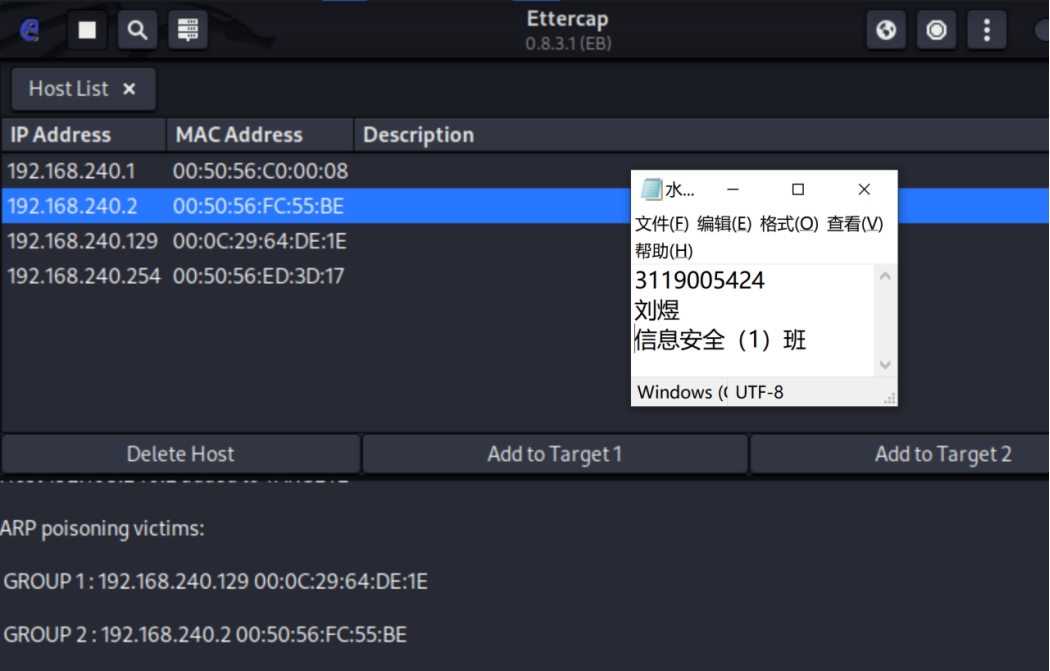 Ettercap
0.8.3.1 (EB)
Host List ×
IP Address MAC Address Description
192.168.240.1 00:50:56:C0:00:08
192.168.240.2 00:50:56:FC:55:BE
192.168.240.129 00:0C:29:64:DE:1E
192.168.240.254 00:50:56:ED:3D:17
水...
文件(F) 编辑(E) 格式(O) 查看(V)
帮助(H)
3119005424
刘煜
信息安全（1）班
Windows (C UTF-8
Delete Host Add to Target 1 Add to Target 2
ARP poisoning victims:
GROUP 1 : 192.168.240.129 00:0C:29:64:DE:1E
GROUP 2 : 192.168.240.2 00:50:56:FC:55:BE